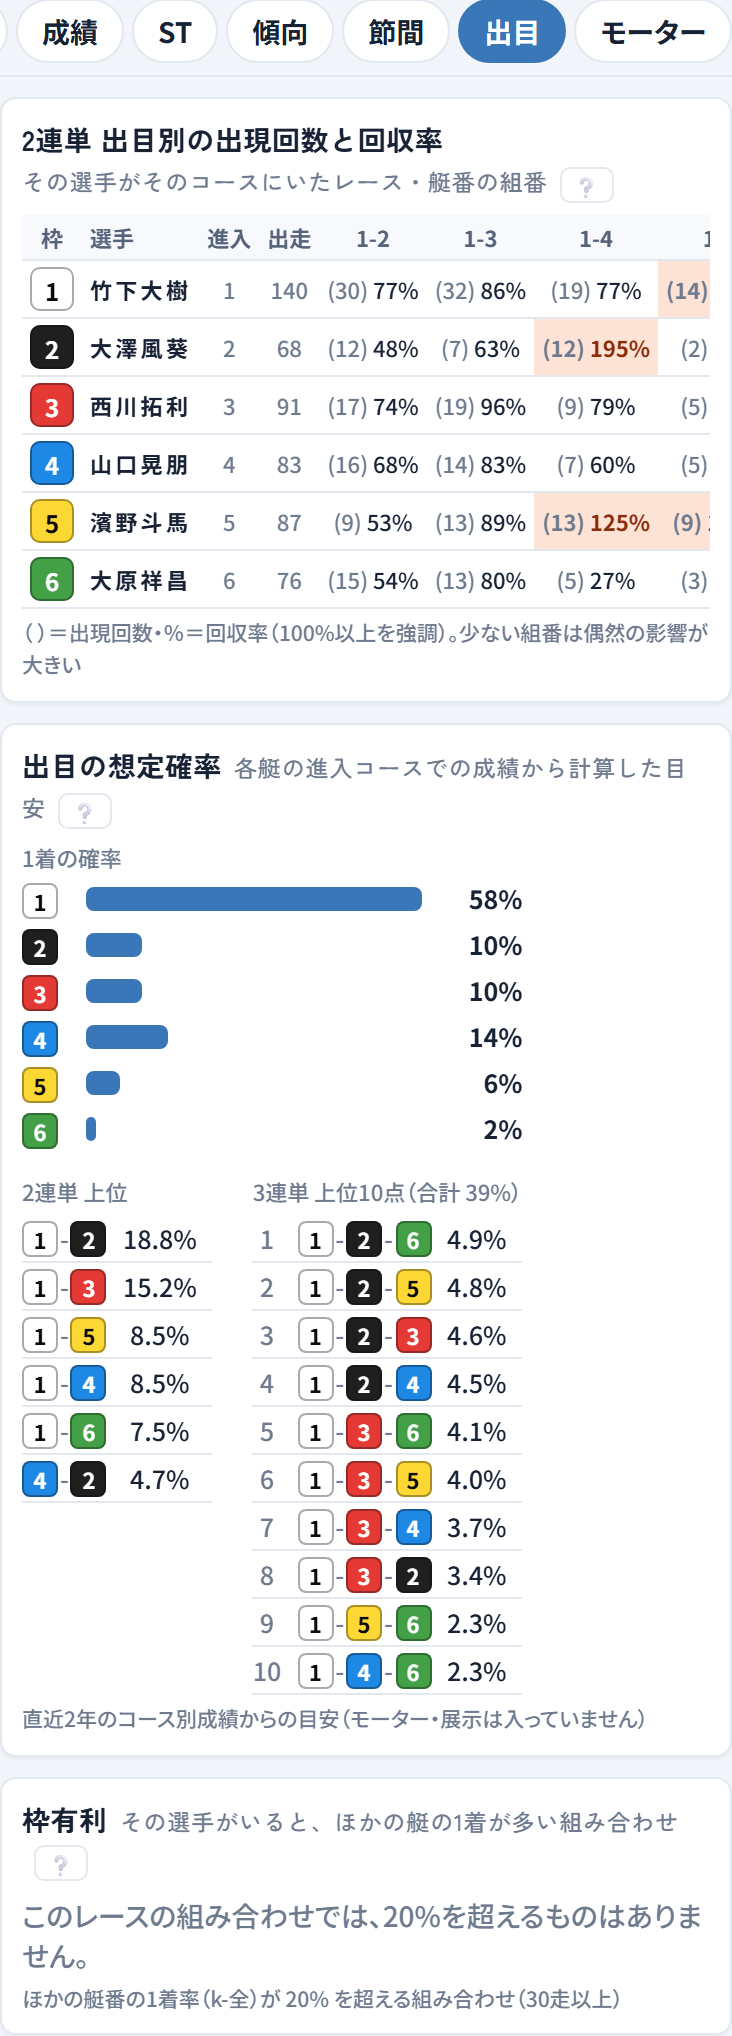 成績 ST 傾向 節間 出目 モーター
2連単 出目別の出現回数と回収率
その選手がそのコースにいたレース・艇番の組番 ?
枠 選手 進入 出走 1-2 1-3 1-4
1 竹下大樹 1 140 (30) 77% (32) 86% (19) 77% (14)
2 大澤風葵 2 68 (12) 48% (7) 63% (12) 195% (2)
3 西川拓利 3 91 (17) 74% (19) 96% (9) 79% (5)
4 山口晃朋 4 83 (16) 68% (14) 83% (7) 60% (5)
5 濱野斗馬 5 87 (9) 53% (13) 89% (13) 125% (9)
6 大原祥昌 6 76 (15) 54% (13) 80% (5) 27% (3)
( )＝出現回数・%＝回収率（100%以上を強調）。少ない組番は偶然の影響が
大きい
出目の想定確率 各艇の進入コースでの成績から計算した目
安 ?
1着の確率
1 58%
2 10%
3 10%
4 14%
5 6%
6 2%
2連単 上位 3連単 上位10点（合計 39%）
1-2 18.8% 1 1-2-6 4.9%
1-3 15.2% 2 1-2-5 4.8%
1-5 8.5% 3 1-2-3 4.6%
1-4 8.5% 4 1-2-4 4.5%
1-6 7.5% 5 1-3-6 4.1%
4-2 4.7% 6 1-3-5 4.0%
7 1-3-4 3.7%
8 1-3-2 3.4%
9 1-5-6 2.3%
10 1-4-6 2.3%
直近2年のコース別成績からの目安（モーター・展示は入っていません）
枠有利 その選手がいると、ほかの艇の1着が多い組み合わせ
?
このレースの組み合わせでは、20%を超えるものはありま
せん。
ほかの艇番の1着率（k-全）が 20% を超える組み合わせ（30走以上）